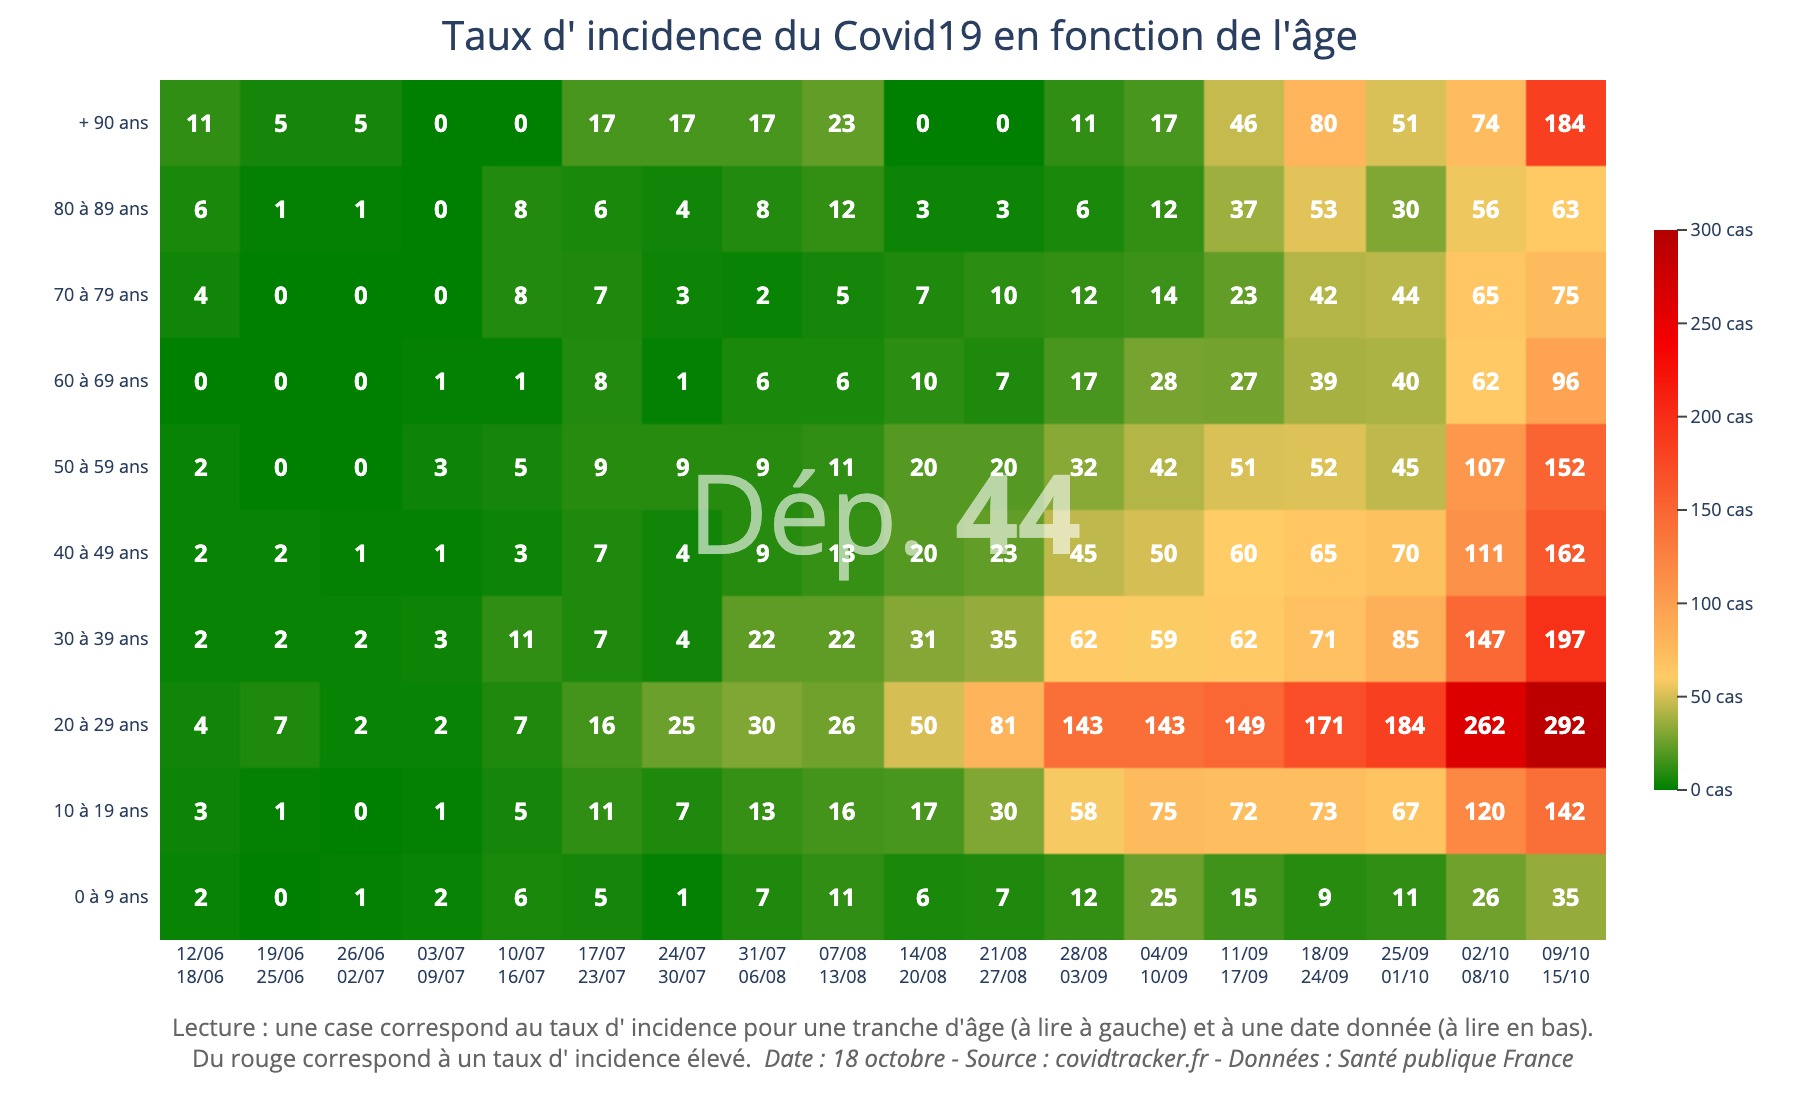 Taux d' incidence du Covid19 en fonction de l'âge
+ 90 ans 11 5 5 0 0 17 17 17 23 0 0 11 17 46 80 51 74 184
80 à 89 ans 6 1 1 0 8 6 4 8 12 3 3 6 12 37 53 30 56 63
70 à 79 ans 4 0 0 0 8 7 3 2 5 7 10 12 14 23 42 44 65 75
60 à 69 ans 0 0 0 1 1 8 1 6 6 10 7 17 28 27 39 40 62 96
50 à 59 ans 2 0 0 3 5 9 9 9 11 20 20 32 42 51 52 45 107 152
Dép. 44
40 à 49 ans 2 2 1 1 3 7 4 9 13 20 23 45 50 60 65 70 111 162
30 à 39 ans 2 2 2 3 11 7 4 22 22 31 35 62 59 62 71 85 147 197
20 à 29 ans 4 7 2 2 7 16 25 30 26 50 81 143 143 149 171 184 262 292
10 à 19 ans 3 1 0 1 5 11 7 13 16 17 30 58 75 72 73 67 120 142
0 à 9 ans 2 0 1 2 6 5 1 7 11 6 7 12 25 15 9 11 26 35
12/06 19/06 26/06 03/07 10/07 17/07 24/07 31/07 07/08 14/08 21/08 28/08 04/09 11/09 18/09 25/09 02/10 09/10
18/06 25/06 02/07 09/07 16/07 23/07 30/07 06/08 13/08 20/08 27/08 03/09 10/09 17/09 24/09 01/10 08/10 15/10
300 cas
250 cas
200 cas
150 cas
100 cas
50 cas
0 cas
Lecture : une case correspond au taux d' incidence pour une tranche d'âge (à lire à gauche) et à une date donnée (à lire en bas).
Du rouge correspond à un taux d' incidence élevé. Date : 18 octobre - Source : covidtracker.fr - Données : Santé publique France